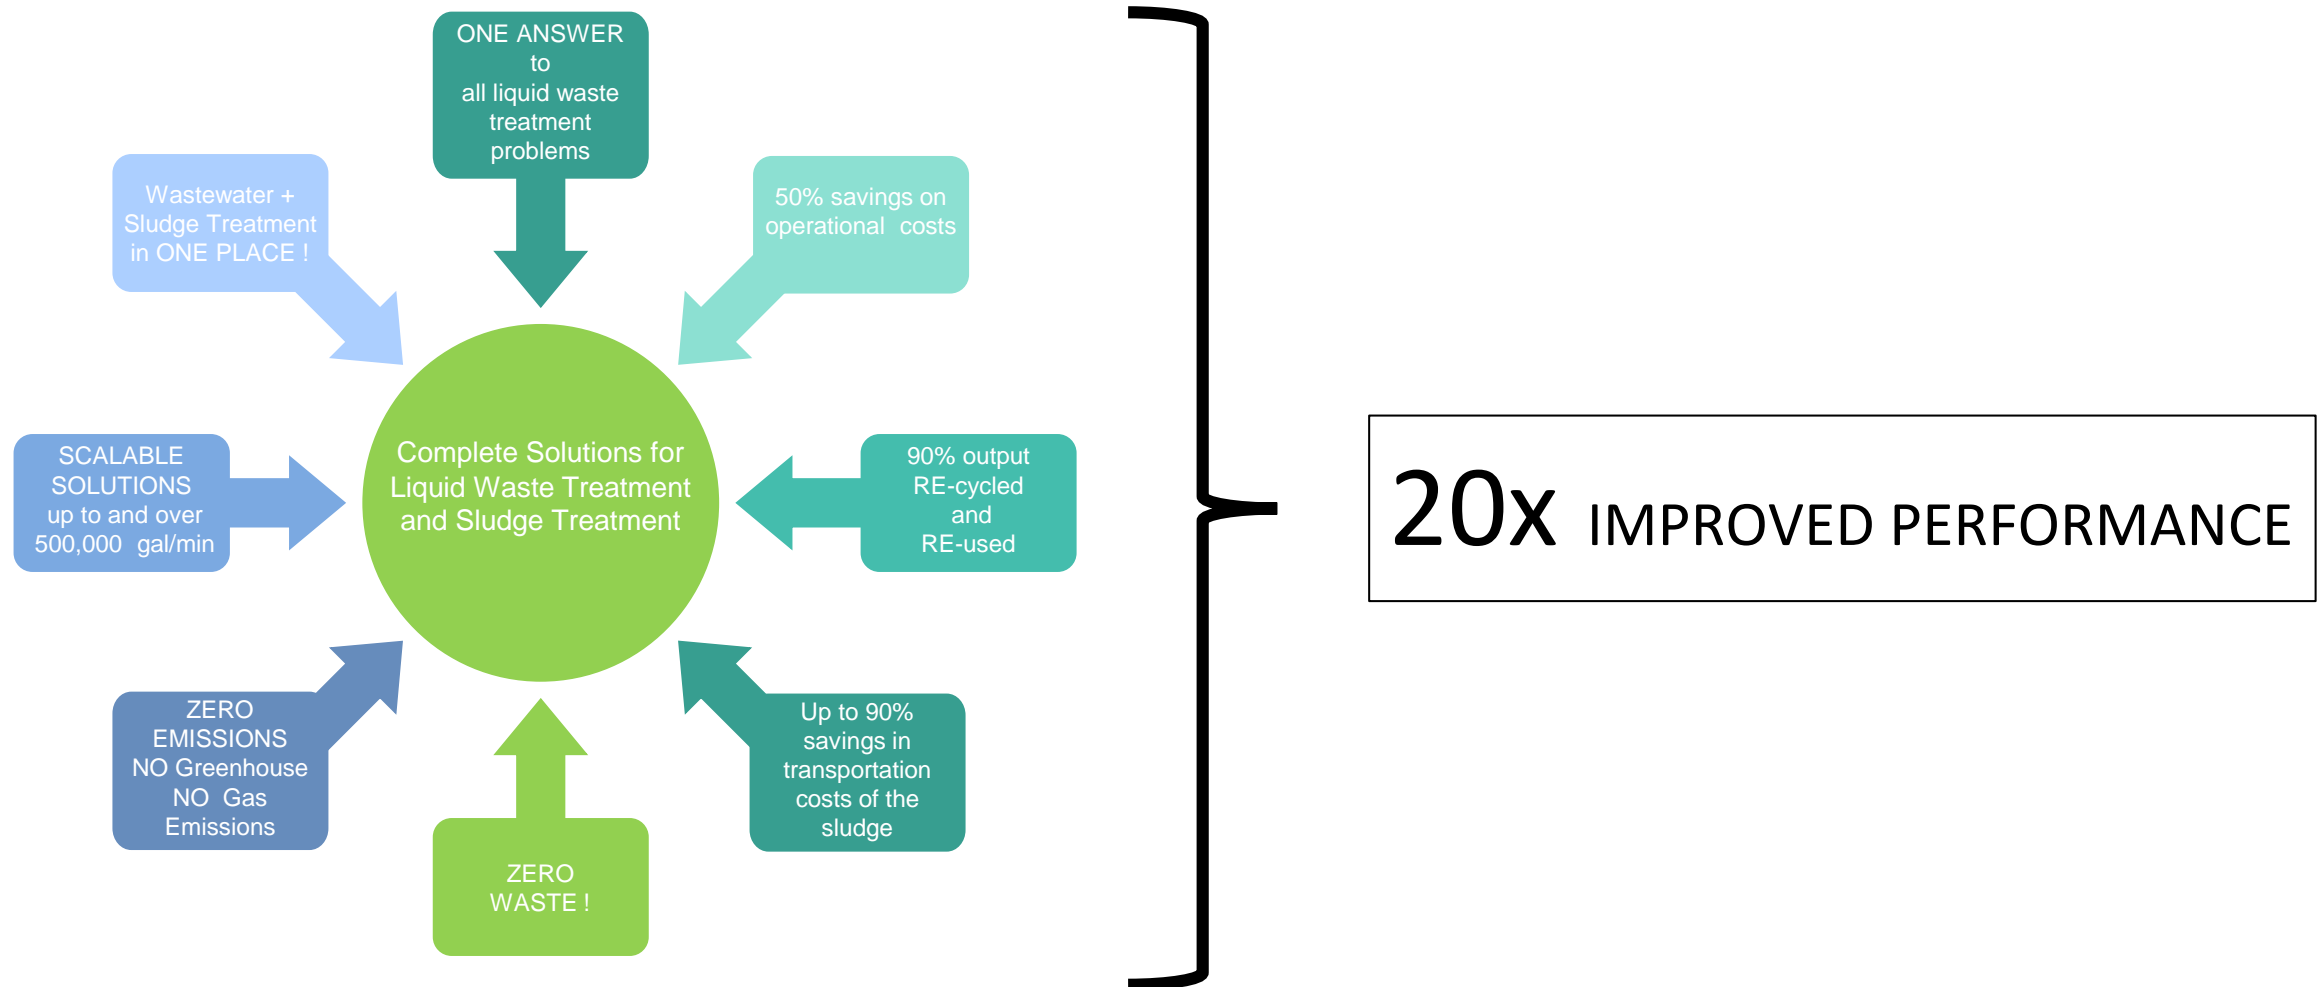 ONE ANSWER
to
all liquid waste
treatment
problems
Wastewater +
Sludge Treatment
in ONE PLACE !
50% savings on
operational  costs
SCALABLE
SOLUTIONS
up to and over
500,000  gal/min
Complete Solutions for
Liquid Waste Treatment
and Sludge Treatment
90% output
RE-cycled
and
RE-used
20x IMPROVED PERFORMANCE
ZERO
EMISSIONS
NO Greenhouse
NO  Gas
Emissions
ZERO
WASTE !
Up to 90%
savings in
transportation
costs of the
sludge